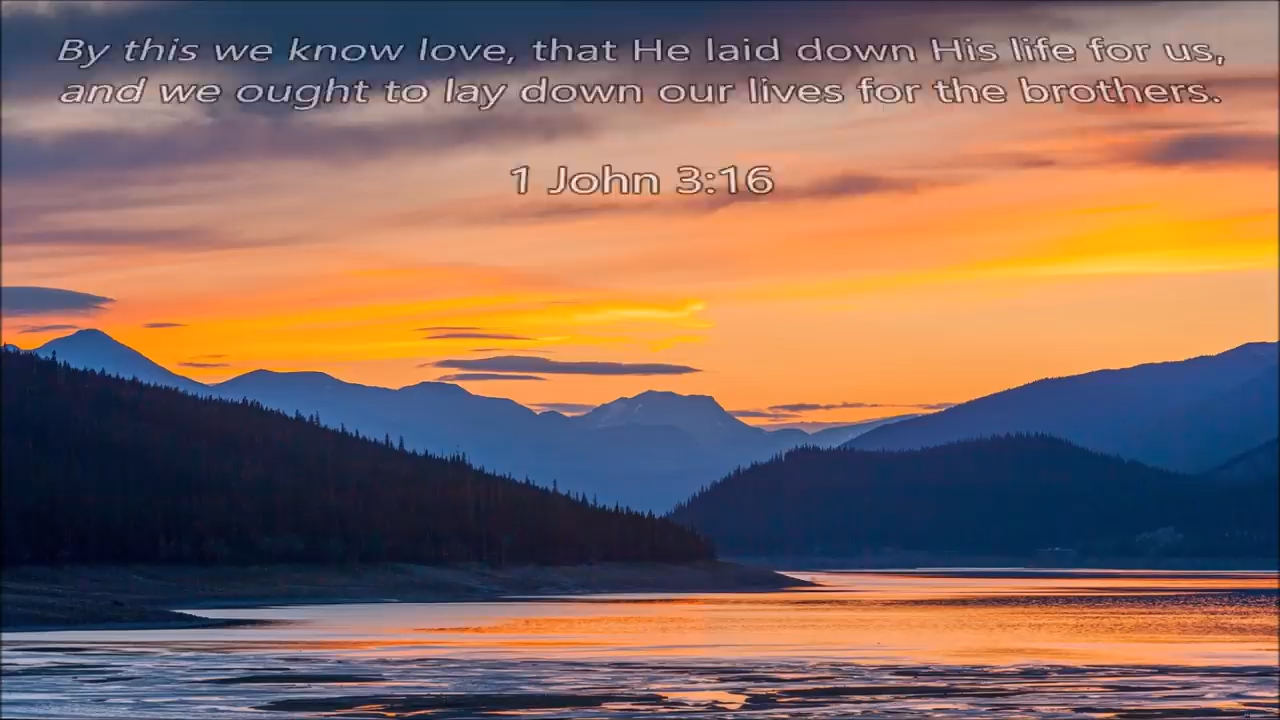 By this we know love, that He laid down His life for us,
and we ought to lay down our lives for the brothers.
1 John 3:16